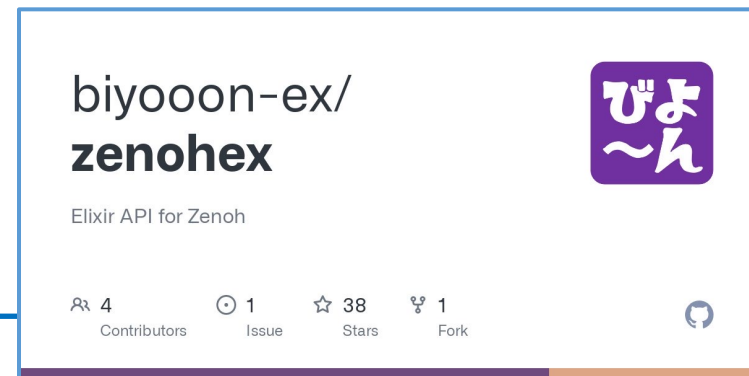 biyooon-ex/
zenohex
びよ
〜ん
Elixir API for Zenoh
4
Contributors
1
Issue
38
Stars
1
Fork